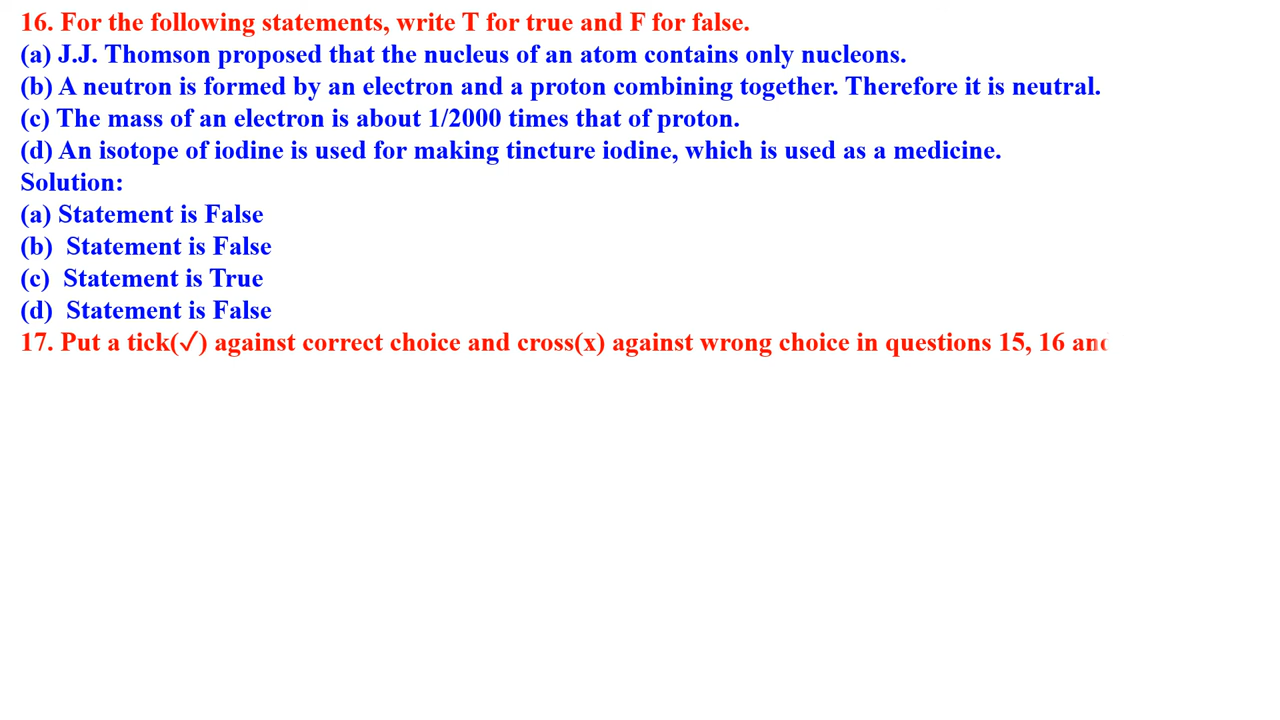 16. For the following statements, write T for true and F for false.
(a) J.J. Thomson proposed that the nucleus of an atom contains only nucleons.
(b) A neutron is formed by an electron and a proton combining together. Therefore it is neutral.
(c) The mass of an electron is about 1/2000 times that of proton.
(d) An isotope of iodine is used for making tincture iodine, which is used as a medicine.
Solution:
(a) Statement is False
(b)  Statement is False
(c)  Statement is True
(d)  Statement is False
17. Put a tick(✓) against correct choice and cross(x) against wrong choice in questions 15, 16 and